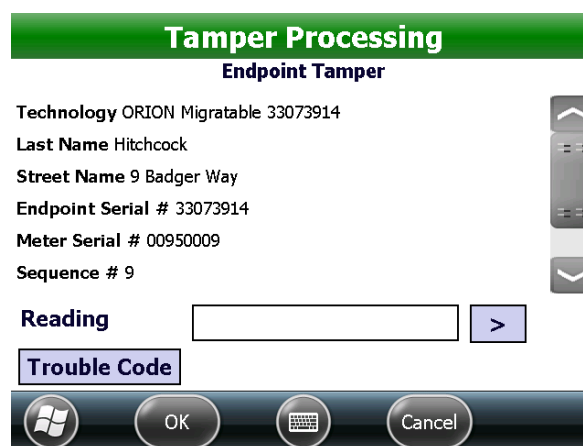 Tamper Processing
Endpoint Tamper
Technology ORION Migratable 33073914
Last Name Hitchcock
Street Name 9 Badger Way
Endpoint Serial # 33073914
Meter Serial # 00950009
Sequence # 9
Reading >
Trouble Code
OK Cancel